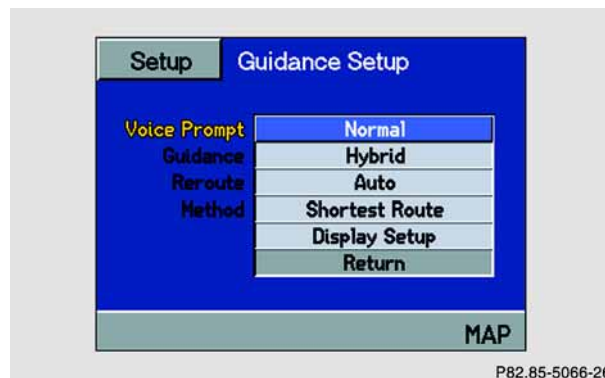 Setup Guidance Setup
Voice Prompt Normal
Guidance Hybrid
Reroute Auto
Method Shortest Route
Display Setup
Return
MAP
P82.85-5066-26